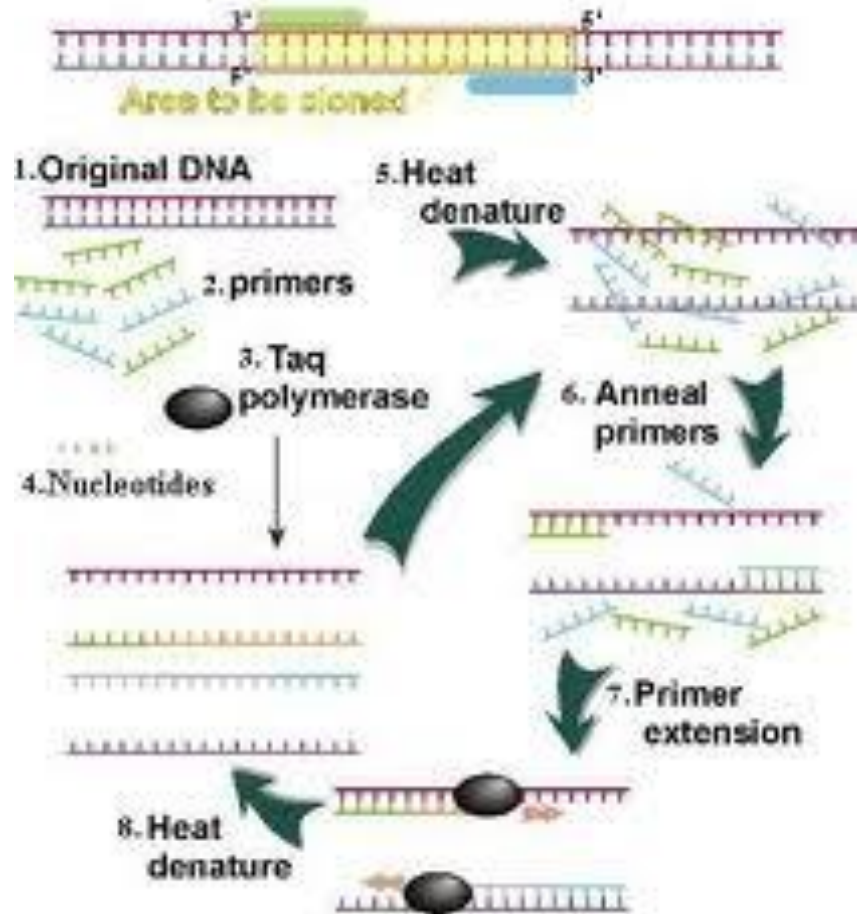 3' 5'
5' 3'
Area to be cloned
1.Original DNA
2.primers
3. Taq
polymerase
4.Nucleotides
5.Heat
denature
6. Anneal
primers
7.Primer
extension
8.Heat
denature